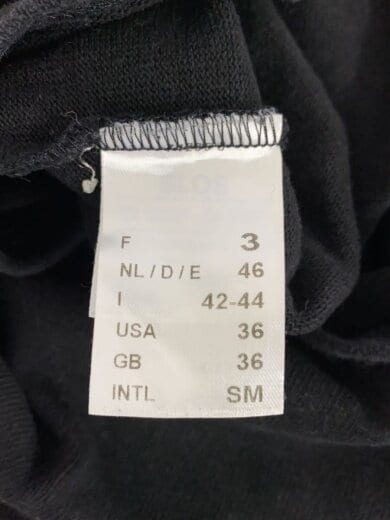 F 3
NL / D / E 46
I 42-44
USA 36
GB 36
INTL SM